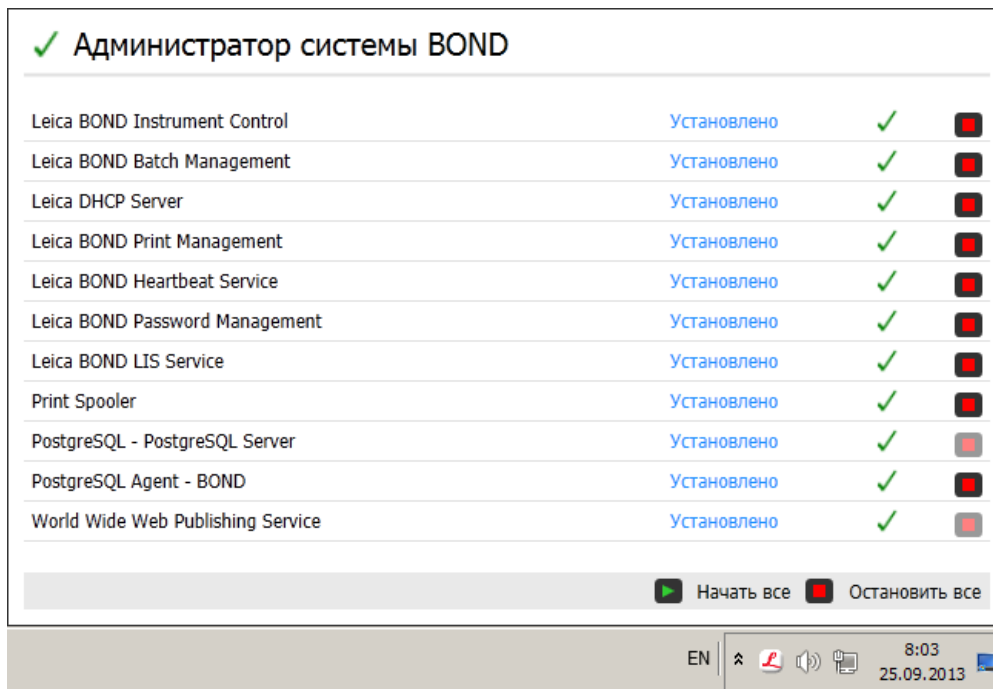 Администратор системы BOND
Leica BOND Instrument Control Установлено
Leica BOND Batch Management Установлено
Leica DHCP Server Установлено
Leica BOND Print Management Установлено
Leica BOND Heartbeat Service Установлено
Leica BOND Password Management Установлено
Leica BOND LIS Service Установлено
Print Spooler Установлено
PostgreSQL - PostgreSQL Server Установлено
PostgreSQL Agent - BOND Установлено
World Wide Web Publishing Service Установлено
Начать все Остановить все
EN L 8:03
25.09.2013